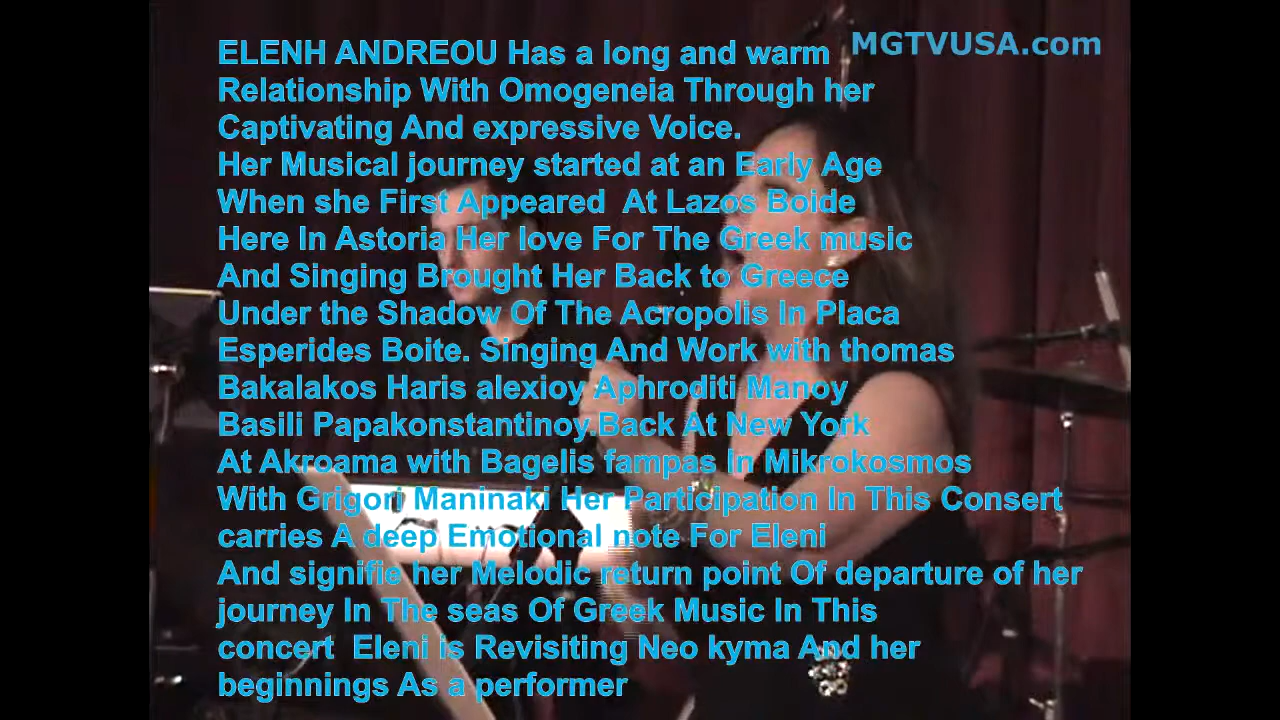 MGTVUSA.com
ELENH ANDREOU Has a long and warm
Relationship With Omogeneia Through her
Captivating And expressive Voice.
Her Musical journey started at an Early Age
When she First Appeared  At Lazos Boide
Here In Astoria Her love For The Greek music
And Singing Brought Her Back to Greece
Under the Shadow Of The Acropolis In Placa
Esperides Boite. Singing And Work with thomas
Bakalakos Haris alexioy Aphroditi Manoy
Basili Papakonstantinoy.Back At New York
At Akroama with Bagelis fampas In Mikrokosmos
With Grigori Maninaki Her Participation In This Consert
carries A deep Emotional note For Eleni
And signifie her Melodic return point Of departure of her
journey In The seas Of Greek Music In This
concert  Eleni is Revisiting Neo kyma And her
beginnings As a performer